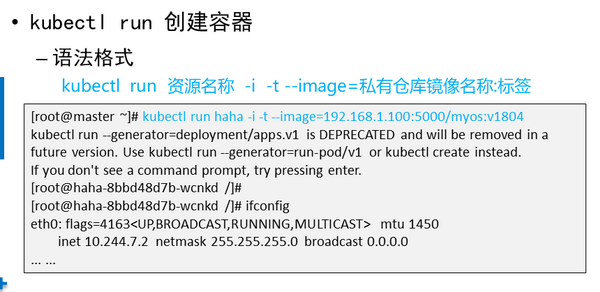 • kubectl run 创建容器
– 语法格式
kubectl run 资源名称 -i -t --image=私有仓库镜像名称:标签
[root@master ~]# kubectl run haha -i -t --image=192.168.1.100:5000/myos:v1804
kubectl run --generator=deployment/apps.v1 is DEPRECATED and will be removed in a
future version. Use kubectl run --generator=run-pod/v1 or kubectl create instead.
If you don't see a command prompt, try pressing enter.
[root@haha-8bbd48d7b-wcnkd /]#
[root@haha-8bbd48d7b-wcnkd /]# ifconfig
eth0: flags=4163<UP,BROADCAST,RUNNING,MULTICAST> mtu 1450
inet 10.244.7.2 netmask 255.255.255.0 broadcast 0.0.0.0
... ...